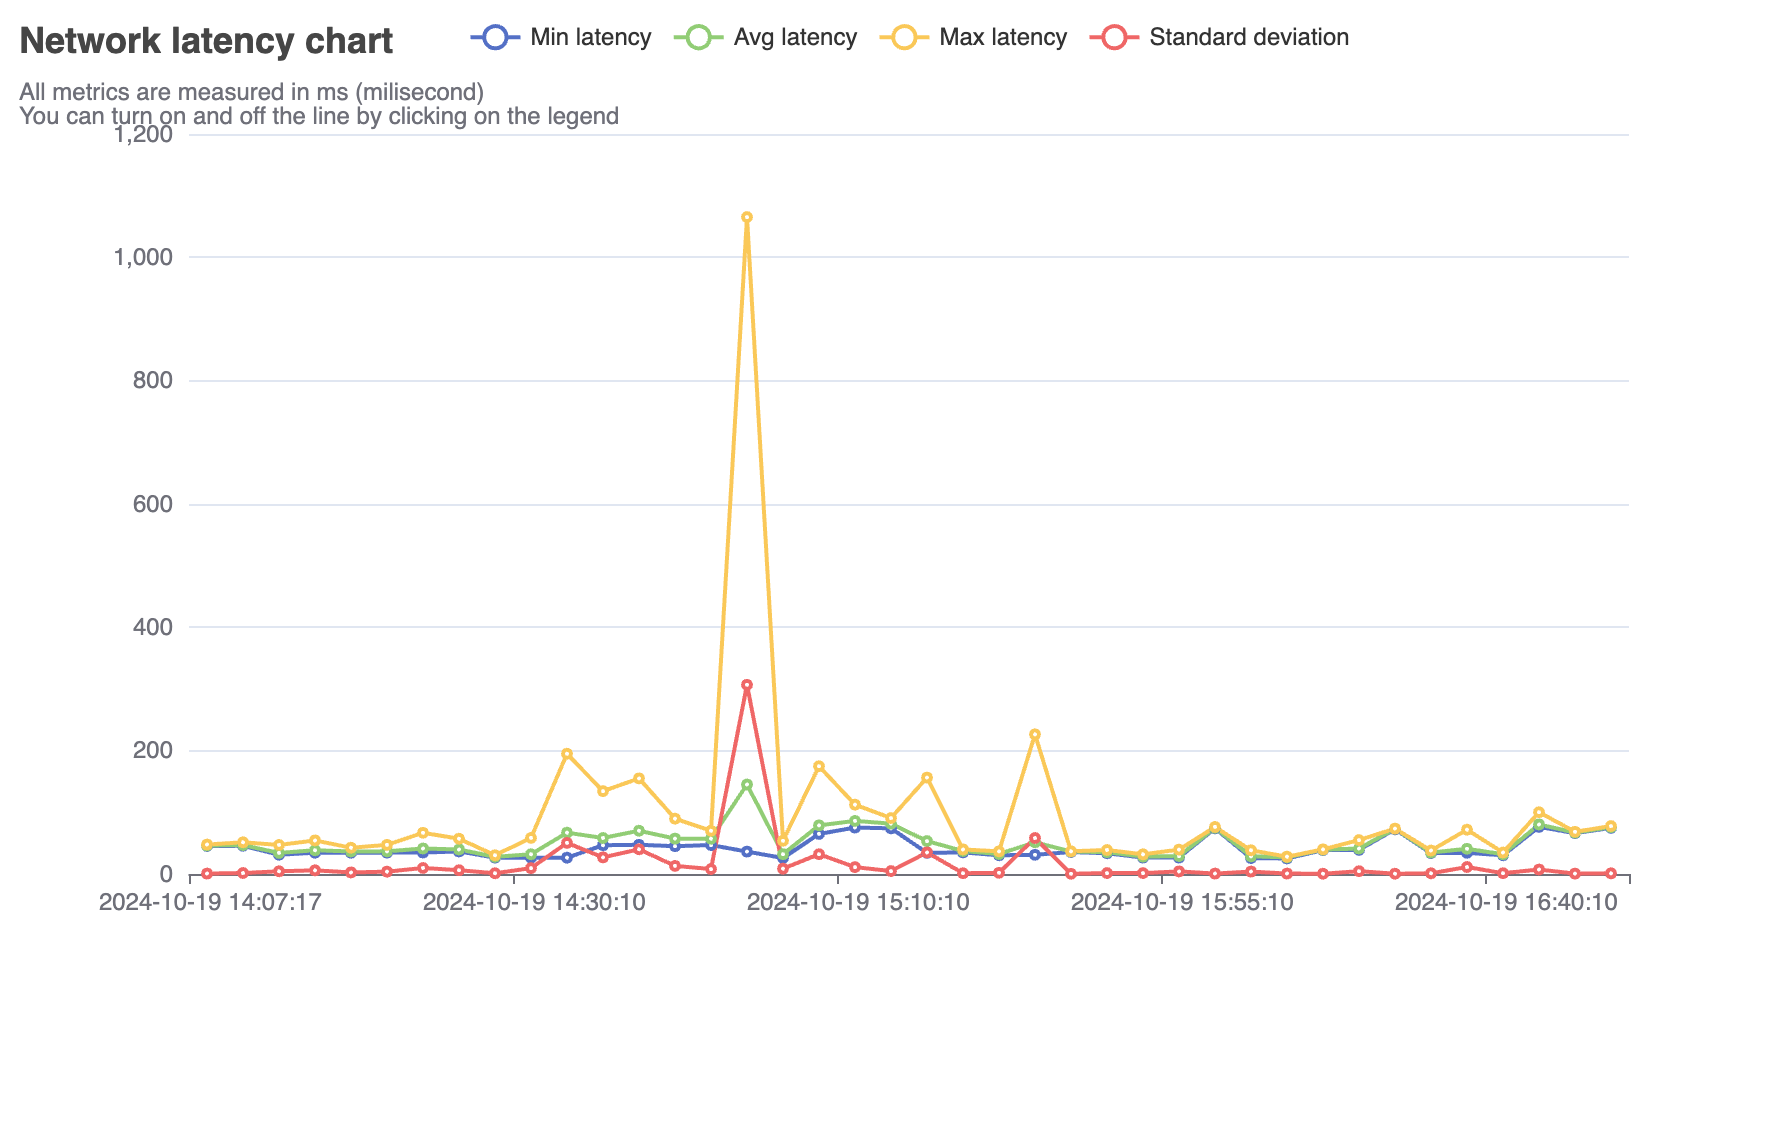 Network latency chart
Min latency Avg latency Max latency Standard deviation
All metrics are measured in ms (milisecond)
You can turn on and off the line by clicking on the legend
1,200
1,000
800
600
400
200
0
2024-10-19 14:07:17 2024-10-19 14:30:10 2024-10-19 15:10:10 2024-10-19 15:55:10 2024-10-19 16:40:10